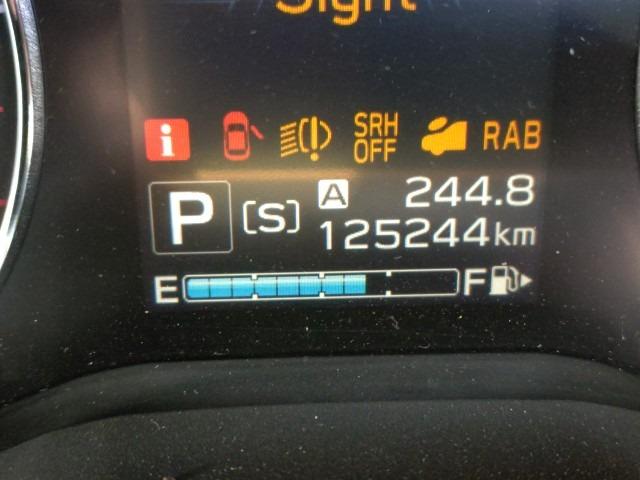 Sight
i SRH OFF RAB
P [S] A 244.8
125244km
E F